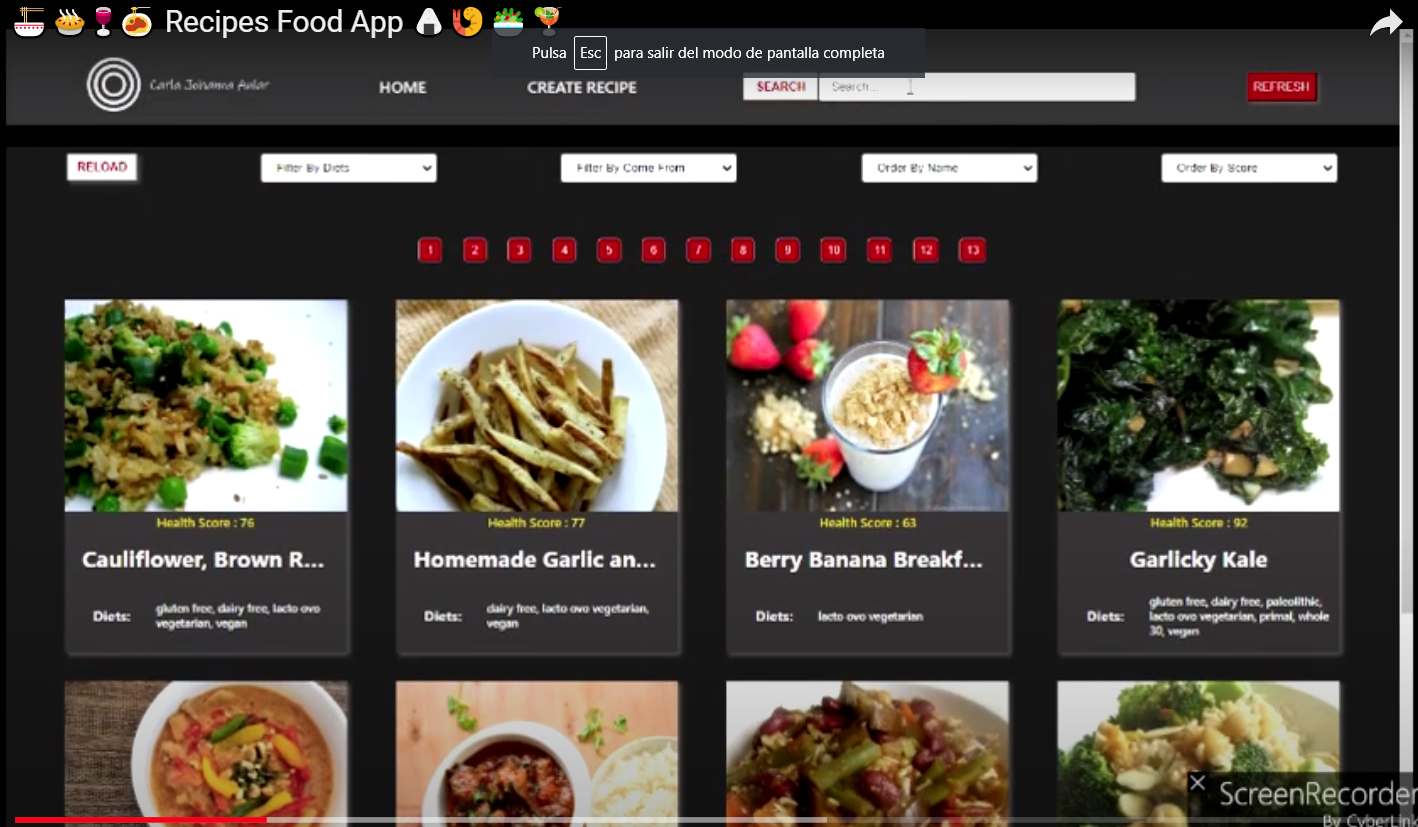 Recipes Food App
Pulsa Esc para salir del modo de pantalla completa
Carla Johanna
HOME
CREATE RECIPE
SEARCH
Search...
REFRESH
RELOAD
Filter By Diets
Filter By Come From
Order By Name
Order By Score
1 2 3 4 5 6 7 8 9 10 11 12 13
Health Score : 76
Cauliflower, Brown R...
Diets: gluten free, dairy free, lacto ovo
vegetarian, vegan
Health Score : 77
Homemade Garlic an...
Diets: dairy free, lacto ovo vegetarian,
vegan
Health Score : 63
Berry Banana Breakf...
Diets: lacto ovo vegetarian
Health Score : 92
Garlicky Kale
Diets: gluten free, dairy free, paleolithic,
lacto ovo vegetarian, primal, whole
30, vegan
ScreenRecorder
By CyberLink